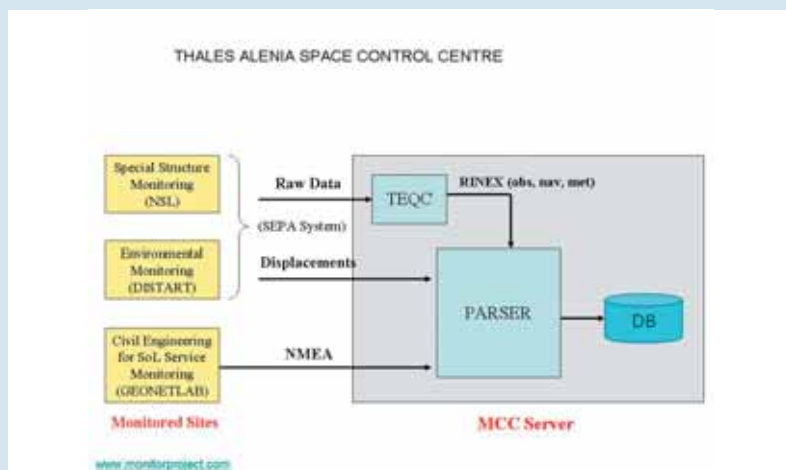 THALES ALENIA SPACE CONTROL CENTRE
Special Structure
Monitoring
(NSL)
Environmental
Monitoring
(DISTART)
Civil Engineering
for SoL Service
Monitoring
(GEONETLAB)
Monitored Sites
Raw Data
(SEPA System)
Displacements
NMEA
TEQC
RINEX (obs, nav, met)
PARSER
DB
MCC Server
www.monitorproject.com